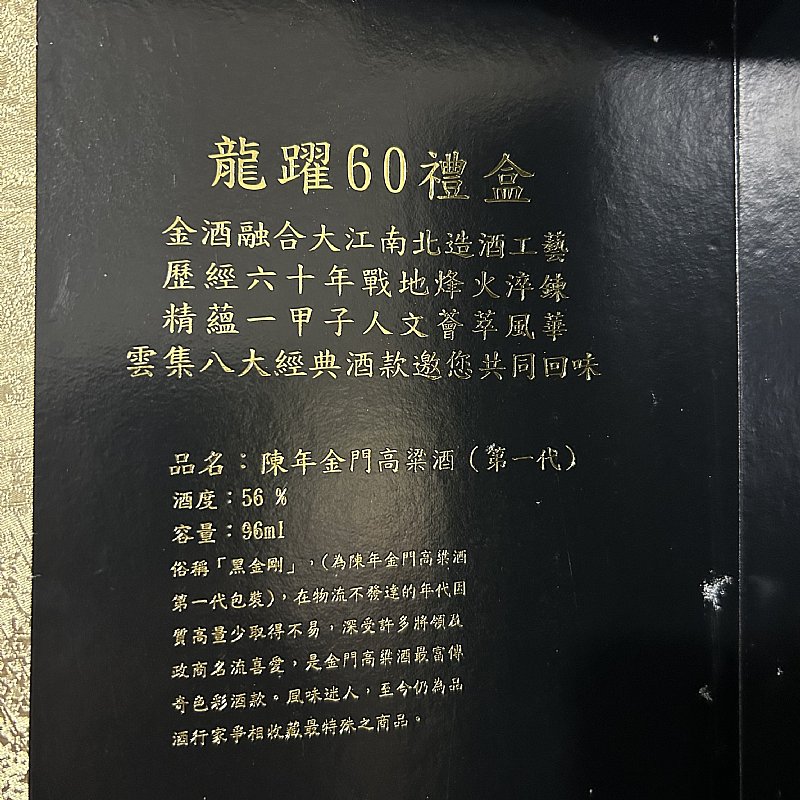 龍躍60禮盒
金酒融合大江南北造酒工藝
歷經六十年戰地烽火淬鍊
精蘊一甲子人文薈萃風華
雲集八大經典酒款邀您共同回味
品名：陳年金門高粱酒（第一代）
酒度：56 %
容量：96ml
俗稱「黑金剛」，（為陳年金門高粱酒
第一代包裝），在物流不發達的年代因
質高量少取得不易，深受許多將領及
政商名流喜愛，是金門高粱酒最富傳
奇色彩酒款。風味迷人，至今仍為品
酒行家爭相收藏最特殊之商品。